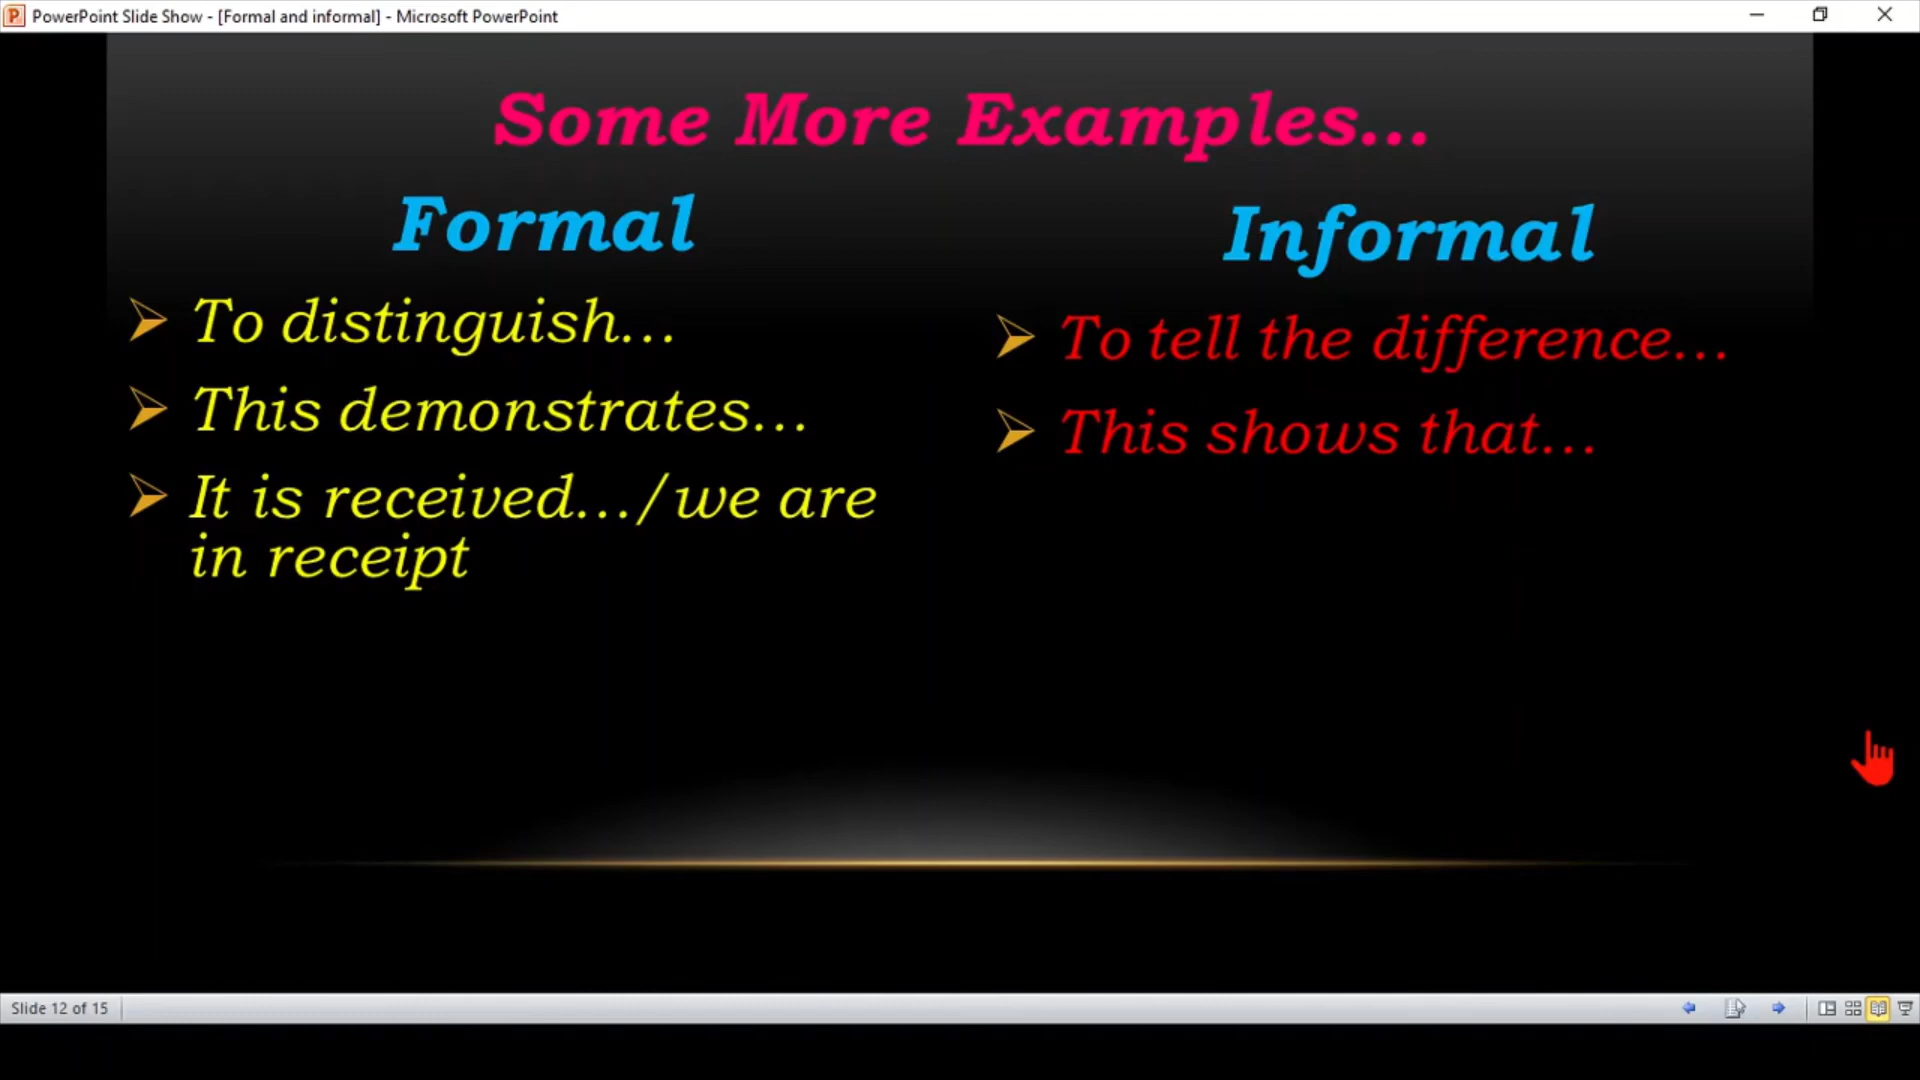 PowerPoint Slide Show - [Formal and informal] - Microsoft PowerPoint
Some More Examples...
Formal
To distinguish...
This demonstrates...
It is received.../we are
in receipt
Informal
To tell the difference...
This shows that...
Slide 12 of 15